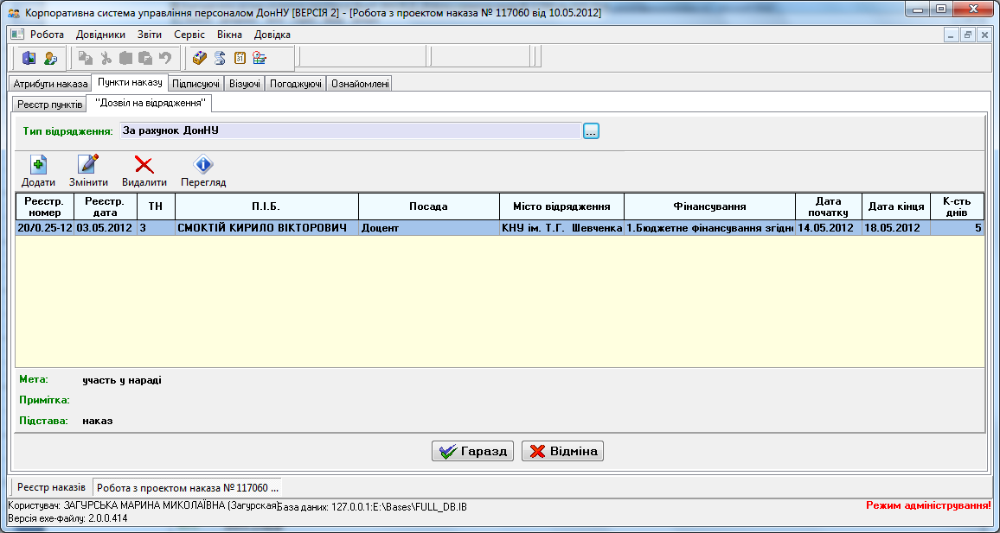 Корпоративна система управління персоналом ДонНУ [ВЕРСІЯ 2] - [Робота з проектом наказа № 117060 від 10.05.2012]
Робота Довідники Звіти Сервіс Вікна Довідка
Атрибути наказа Пункти наказу Підписуючі Візуючі Погоджуючі Ознайомлені
Реєстр пунктів "Дозвіл на відрядження"
Тип відрядження: За рахунок ДонНУ ...
Додати Змінити Видалити Перегляд
Реєстр. номер Реєстр. дата ТН П.І.Б. Посада Місто відрядження Фінансування Дата початку Дата кінця К-сть днів
20/0.25-12 03.05.2012 3 СМОКТІЙ КИРИЛО ВІКТОРОВИЧ Доцент КНУ ім. Т.Г. Шевченка 1.Бюджетне фінансування згідно 14.05.2012 18.05.2012 5
Мета: участь у нараді
Примітка:
Підстава: наказ
Гаразд Відміна
Реєстр наказів Робота з проектом наказа № 117060 ...
Користувач: ЗАГУРСЬКА МАРИНА МИКОЛАЇВНА (Загурская База даних: 127.0.0.1:E:\Bases\FULL_DB.IB Режим адміністрування!
Версія exe-файлу: 2.0.0.414